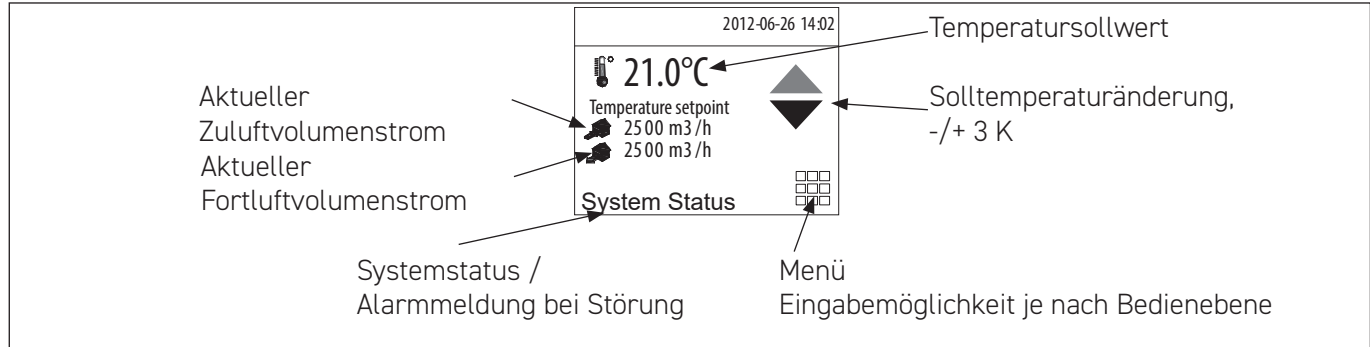 2012-06-26 14:02
Temperatursollwert
21.0°C
Aktueller
Zuluftvolumenstrom
Aktueller
Fortluftvolumenstrom
Temperature setpoint
2500 m3/h
2500 m3/h
Solltemperaturänderung,
-/+ 3 K
System Status
Systemstatus /
Alarmmeldung bei Störung
Menü
Eingabemöglichkeit je nach Bedienebene